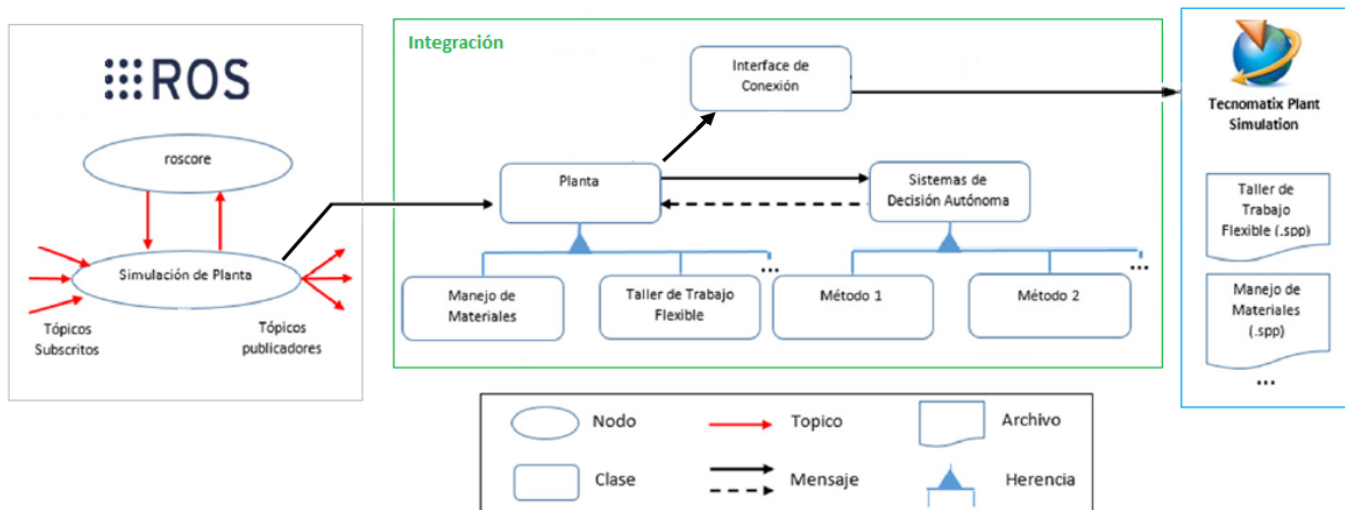 ROS
roscore
Simulación de Planta
Tópicos
Subscritos
Tópicos
publicadores
Integración
Interface de
Conexión
Planta
Sistemas de
Decisión Autónoma
...
...
Manejo de
Materiales
Taller de Trabajo
Flexible
Método 1
Método 2
Tecnomatix Plant
Simulation
Taller de
Trabajo
Flexible (.spp)
Manejo de
Materiales
(.spp)
...
Nodo
Topico
Archivo
Clase
Mensaje
Herencia